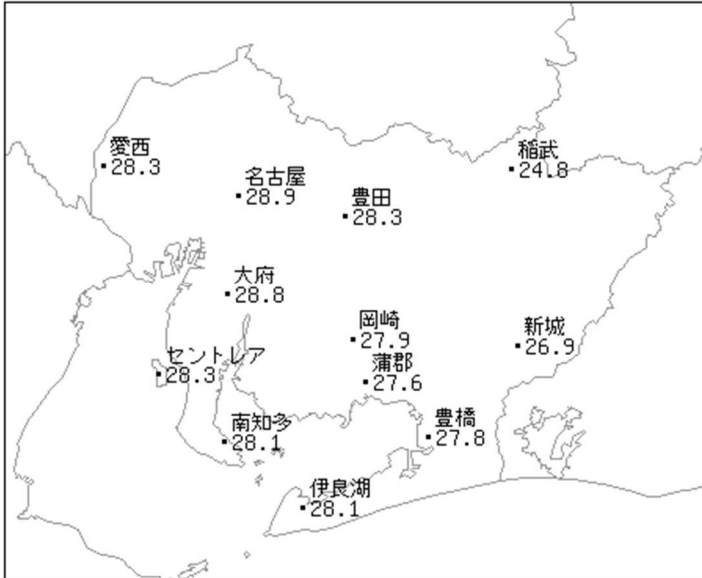 愛西
28.3
稲武
24.8
名古屋
28.9
豊田
28.3
大府
28.8
岡崎
27.9
新城
26.9
セントレア
28.3
蒲郡
27.6
南知多
28.1
豊橋
27.8
伊良湖
28.1